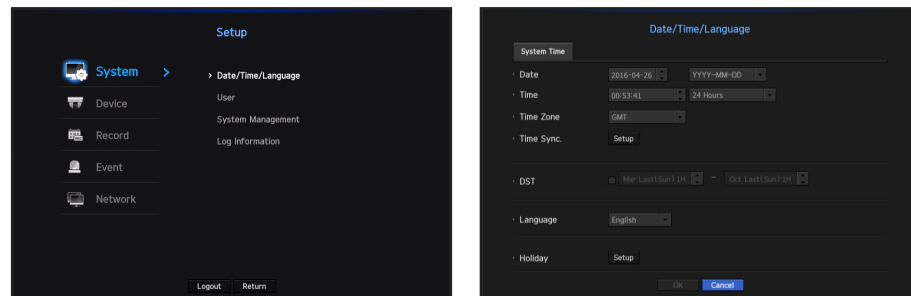 Setup
System >
> Date/Time/Language
Device
User
System Management
Record
Log Information
Event
Network
Logout Return
Date/Time/Language
System Time
· Date 2016-04-26 YYYY-MM-DD
· Time 00:53:41 24 Hours
· Time Zone GMT
· Time Sync. Setup
· DST Mar Last(Sun) 1H ~ Oct Last(Sun) 1H
· Language English
· Holiday Setup
OK Cancel